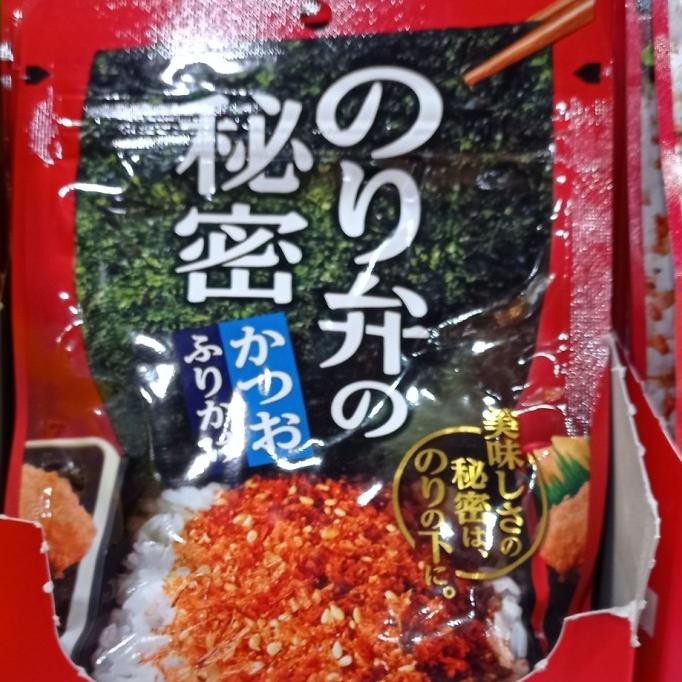 のり弁の
秘密
かつお
ふりか
美味しさの
秘密は、
のりの下に。